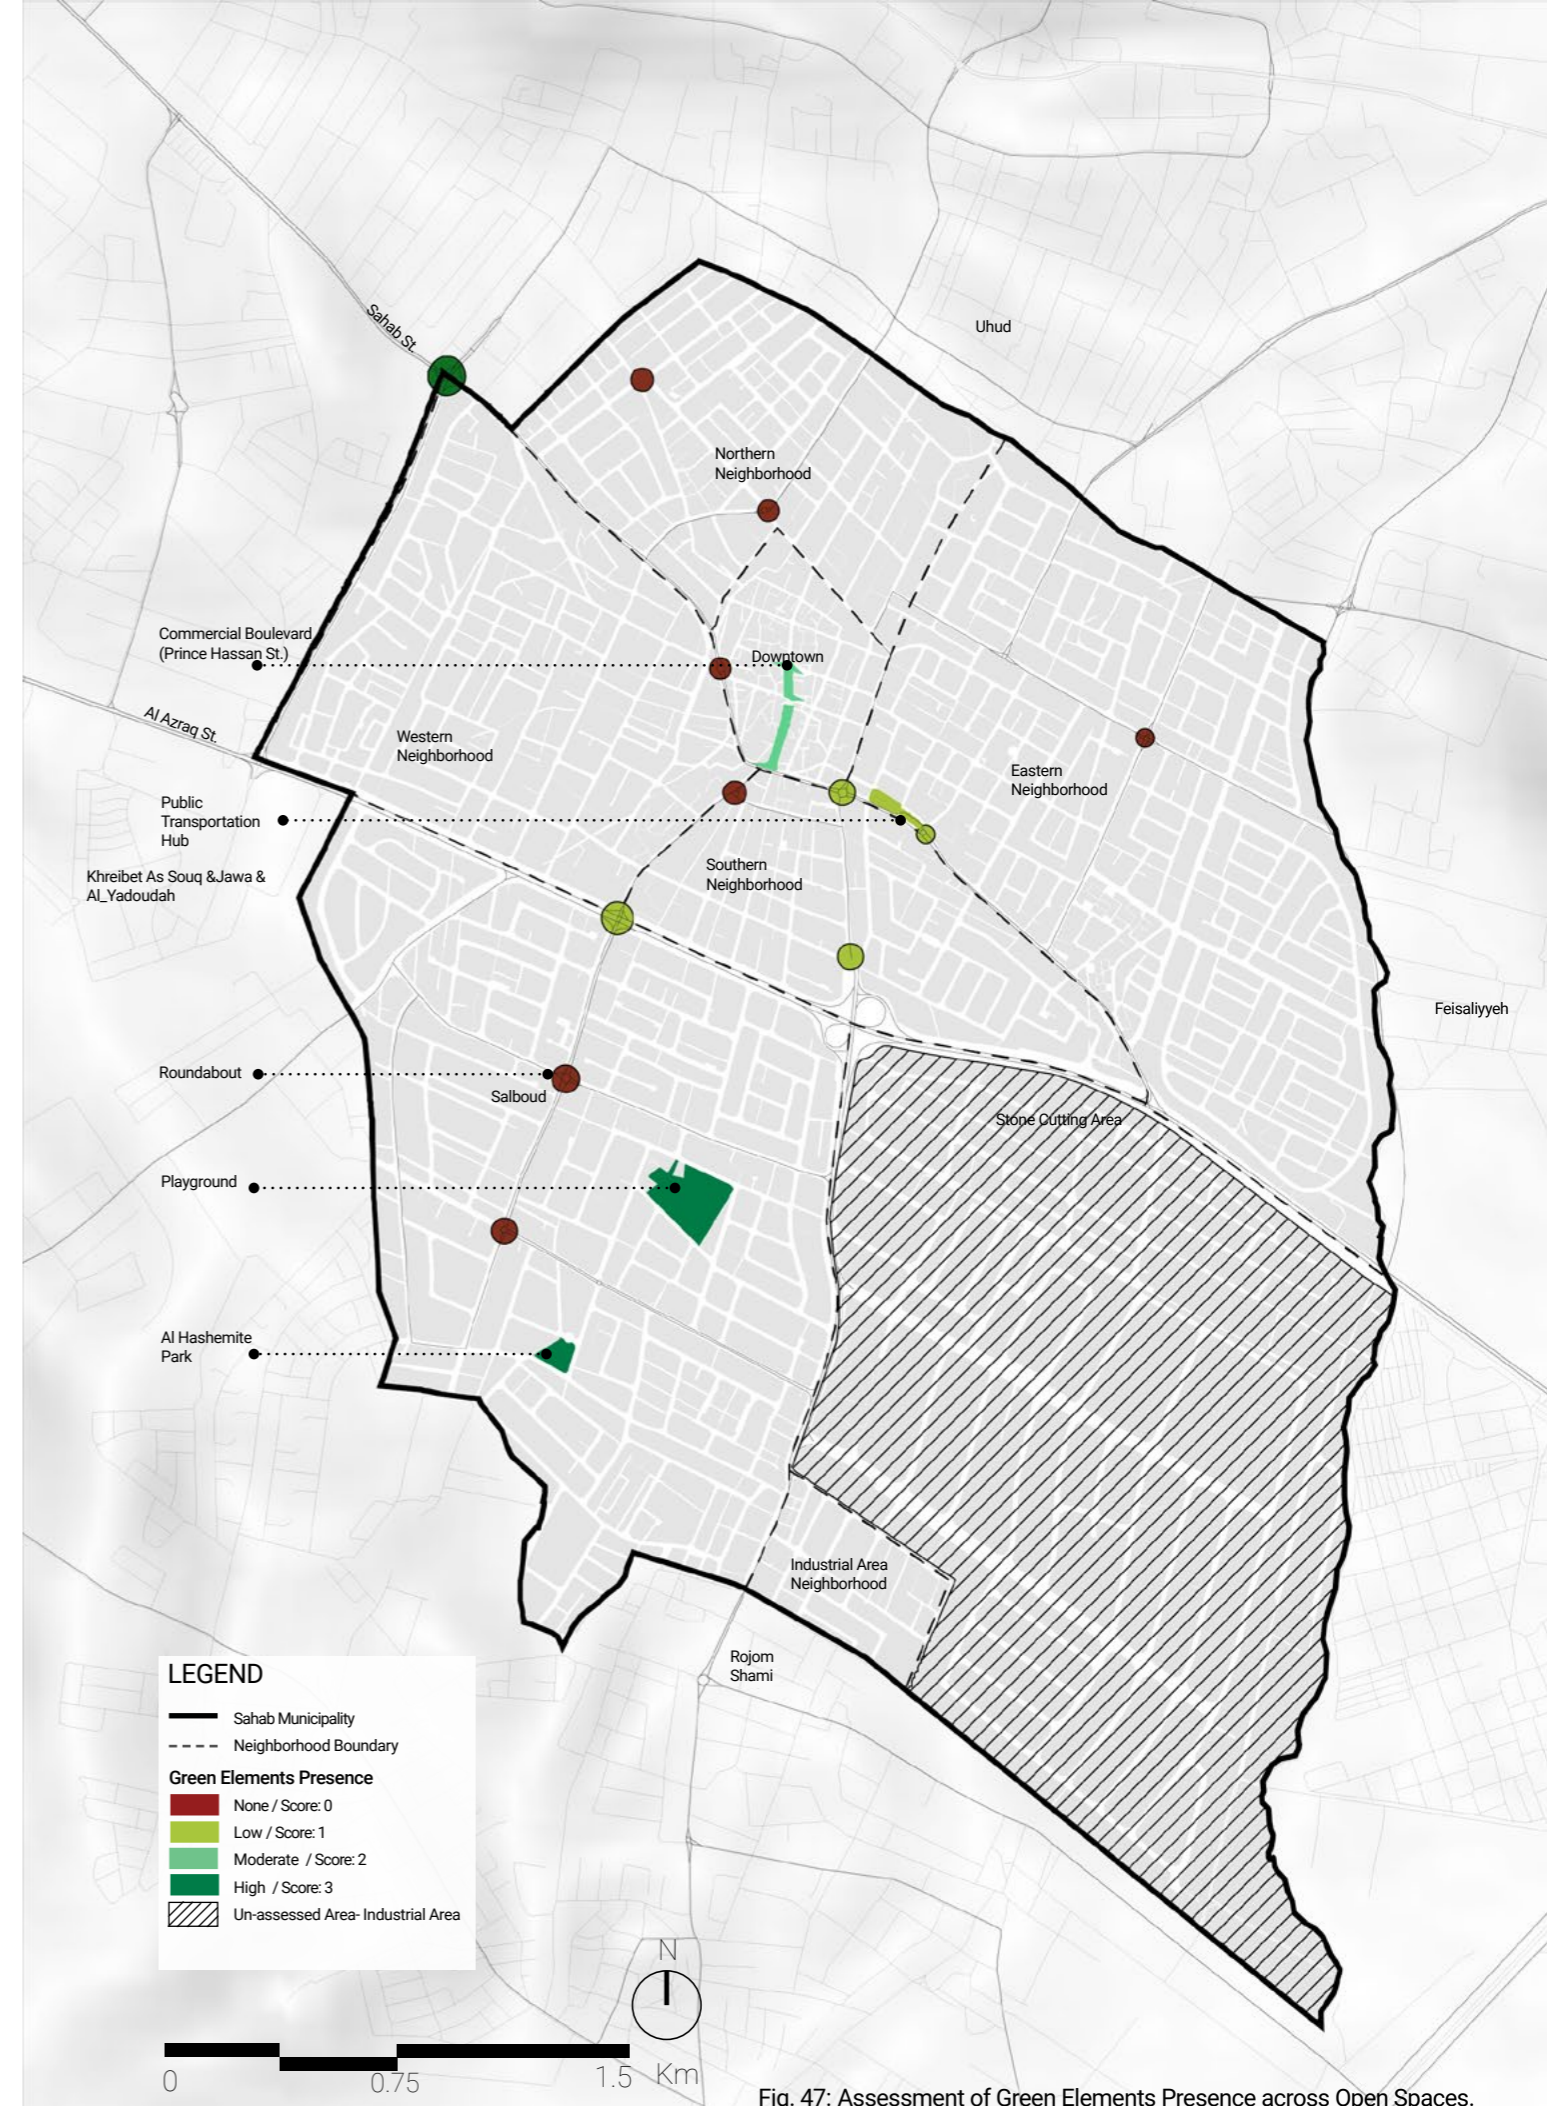 Uhud
Sahab St.
Northern
Neighborhood
Commercial Boulevard
(Prince Hassan St.)
Downtown
Al Azraq St.
Western
Neighborhood
Eastern
Neighborhood
Public
Transportation
Hub
Khreibet As Souq &Jawa &
Al_Yadoudah
Southern
Neighborhood
Feisaliyyeh
Roundabout
Salboud
Stone Cutting Area
Playground
Al Hashemite
Park
Industrial Area
Neighborhood
Rojom
Shami
LEGEND
Sahab Municipality
Neighborhood Boundary
Green Elements Presence
None / Score: 0
Low / Score: 1
Moderate / Score: 2
High / Score: 3
Un-assessed Area- Industrial Area
N
0 0.75 1.5 Km
Fig. 47: Assessment of Green Elements Presence across Open Spaces.